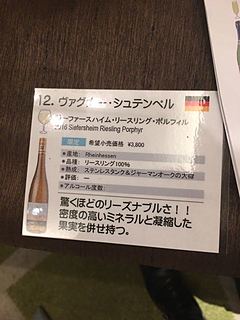 12. ヴァグナー・シュテンペル
ジーファースハイム・リースリング・ポルフィル
2016 Siefersheim Riesling Porphyr
限定 希望小売価格 ¥3,800
●産地: Rheinhessen
●品種: リースリング100%
●熟成: ステンレスタンク&ジャーマンオークの大樽
●評価: ー
●アルコール度数:
驚くほどのリーズナブルさ!!
密度の高いミネラルと凝縮した
果実を併せ持つ。